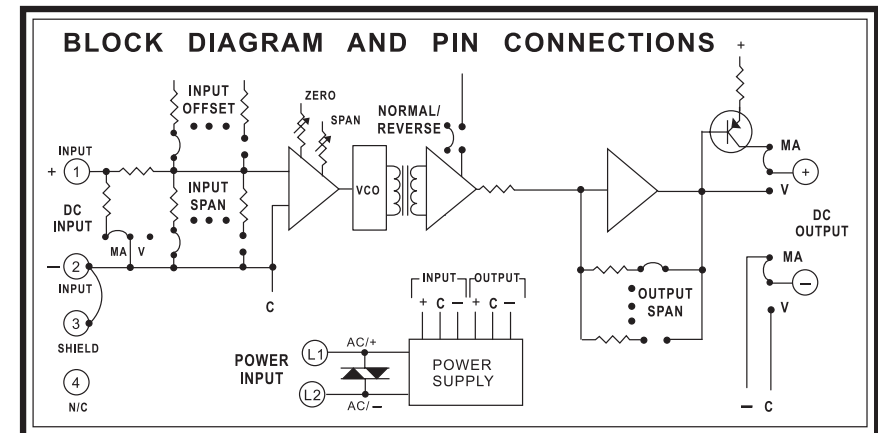 BLOCK DIAGRAM AND PIN CONNECTIONS
+
INPUT
OFFSET
ZERO
SPAN
NORMAL/
REVERSE
INPUT
+ 1
DC
INPUT
MA V
INPUT
SPAN
VCO
MA
+
V
DC
OUTPUT
MA
−
V
− 2
INPUT
C
3
SHIELD
4
N/C
INPUT OUTPUT
+ C − + C −
OUTPUT
SPAN
POWER
INPUT
L1 AC/+
L2 AC/−
POWER
SUPPLY
− C